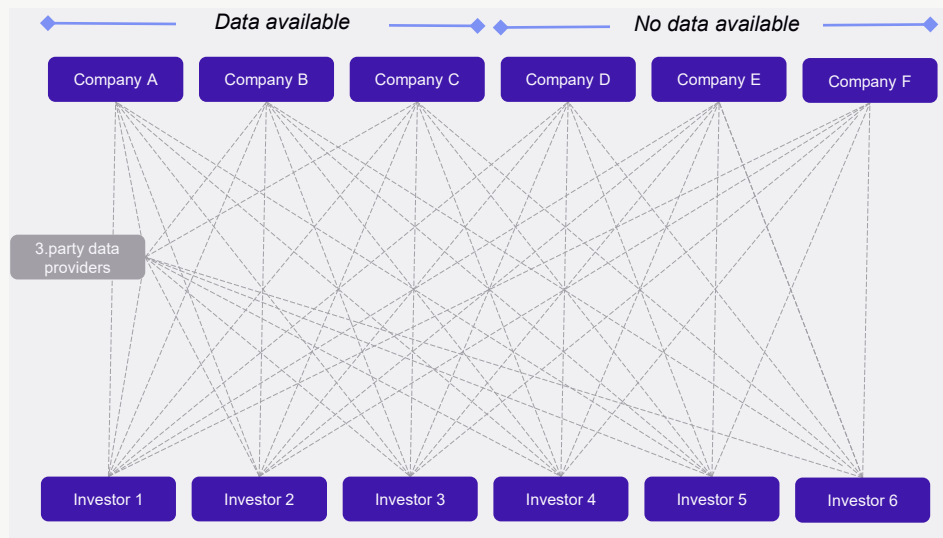 Data available
No data available
Company A
Company B
Company C
Company D
Company E
Company F
3.party data
providers
Investor 1
Investor 2
Investor 3
Investor 4
Investor 5
Investor 6